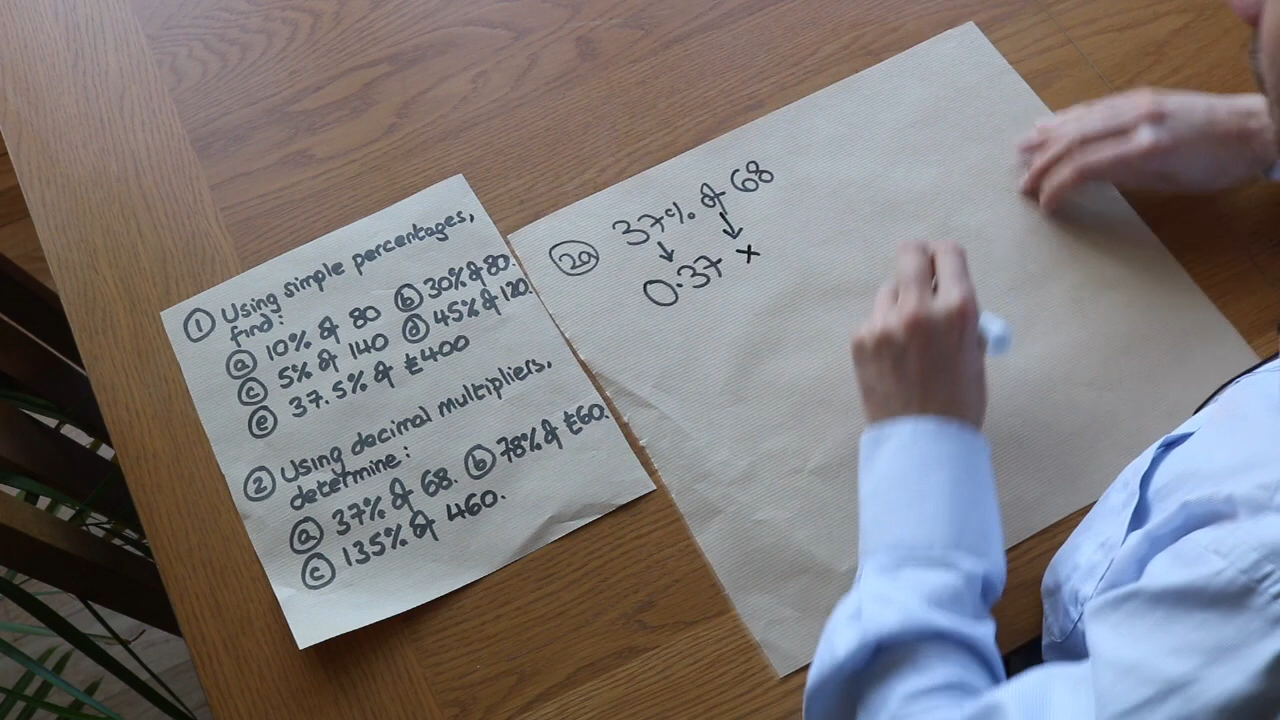 ① Using simple percentages,
find:
ⓐ 10% of 80 ⓑ 30% of 80.
ⓒ 5% of 140 ⓓ 45% of 120.
ⓔ 37.5% of £400
② Using decimal multipliers,
determine:
ⓐ 37% of 68. ⓑ 78% of £60.
ⓒ 135% of 460.
2a 37% of 68
↓ ↓
0.37 ×